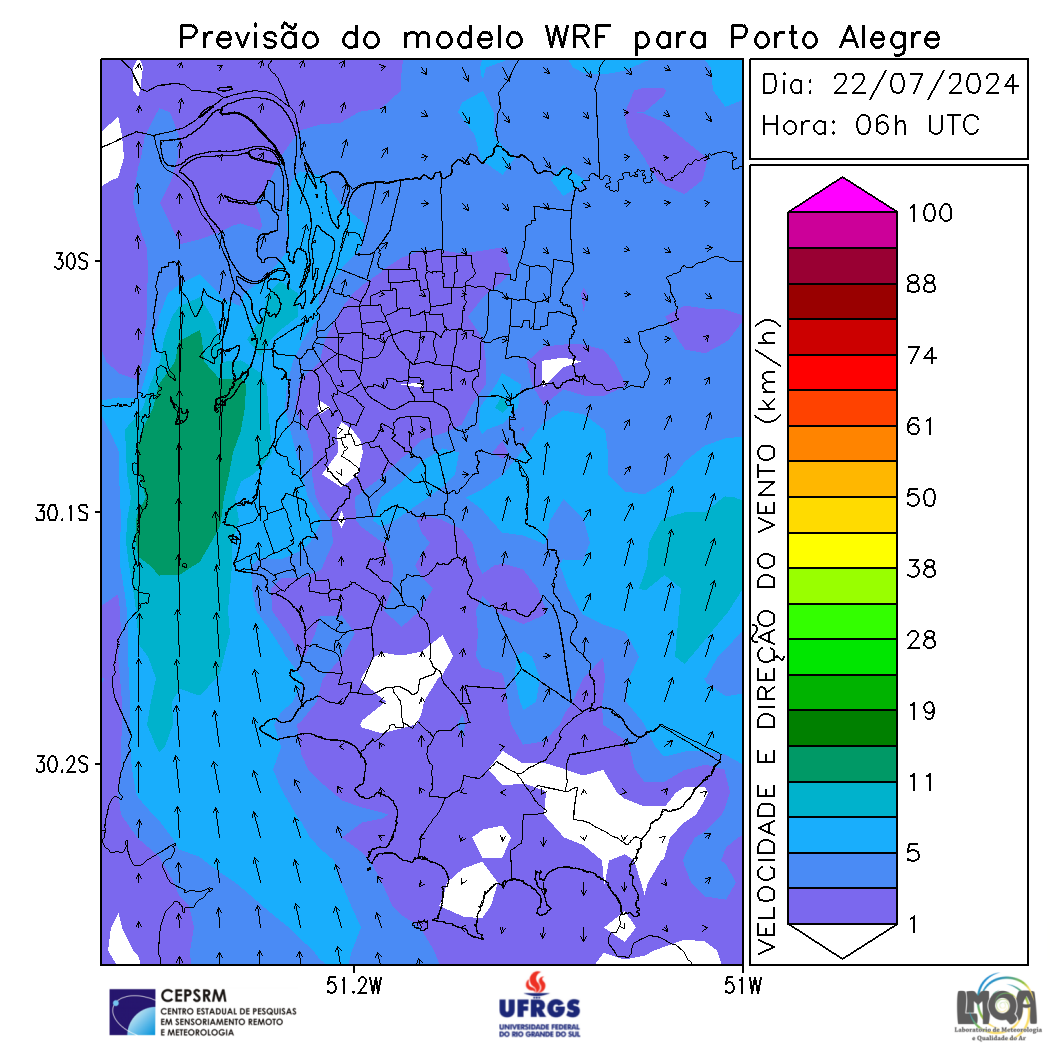 Previsão do modelo WRF para Porto Alegre
Dia: 22/07/2024
Hora: 06h UTC
30S
30.1S
30.2S
51.2W
51W
VELOCIDADE E DIREÇÃO DO VENTO (km/h)
100
88
74
61
50
38
28
19
11
5
1
CEPSRM
CENTRO ESTADUAL DE PESQUISAS
EM SENSORIAMENTO REMOTO
E METEOROLOGIA
UFRGS
UNIVERSIDADE FEDERAL
DO RIO GRANDE DO SUL
LMQA
Laboratório de Meteorologia
e Qualidade do Ar